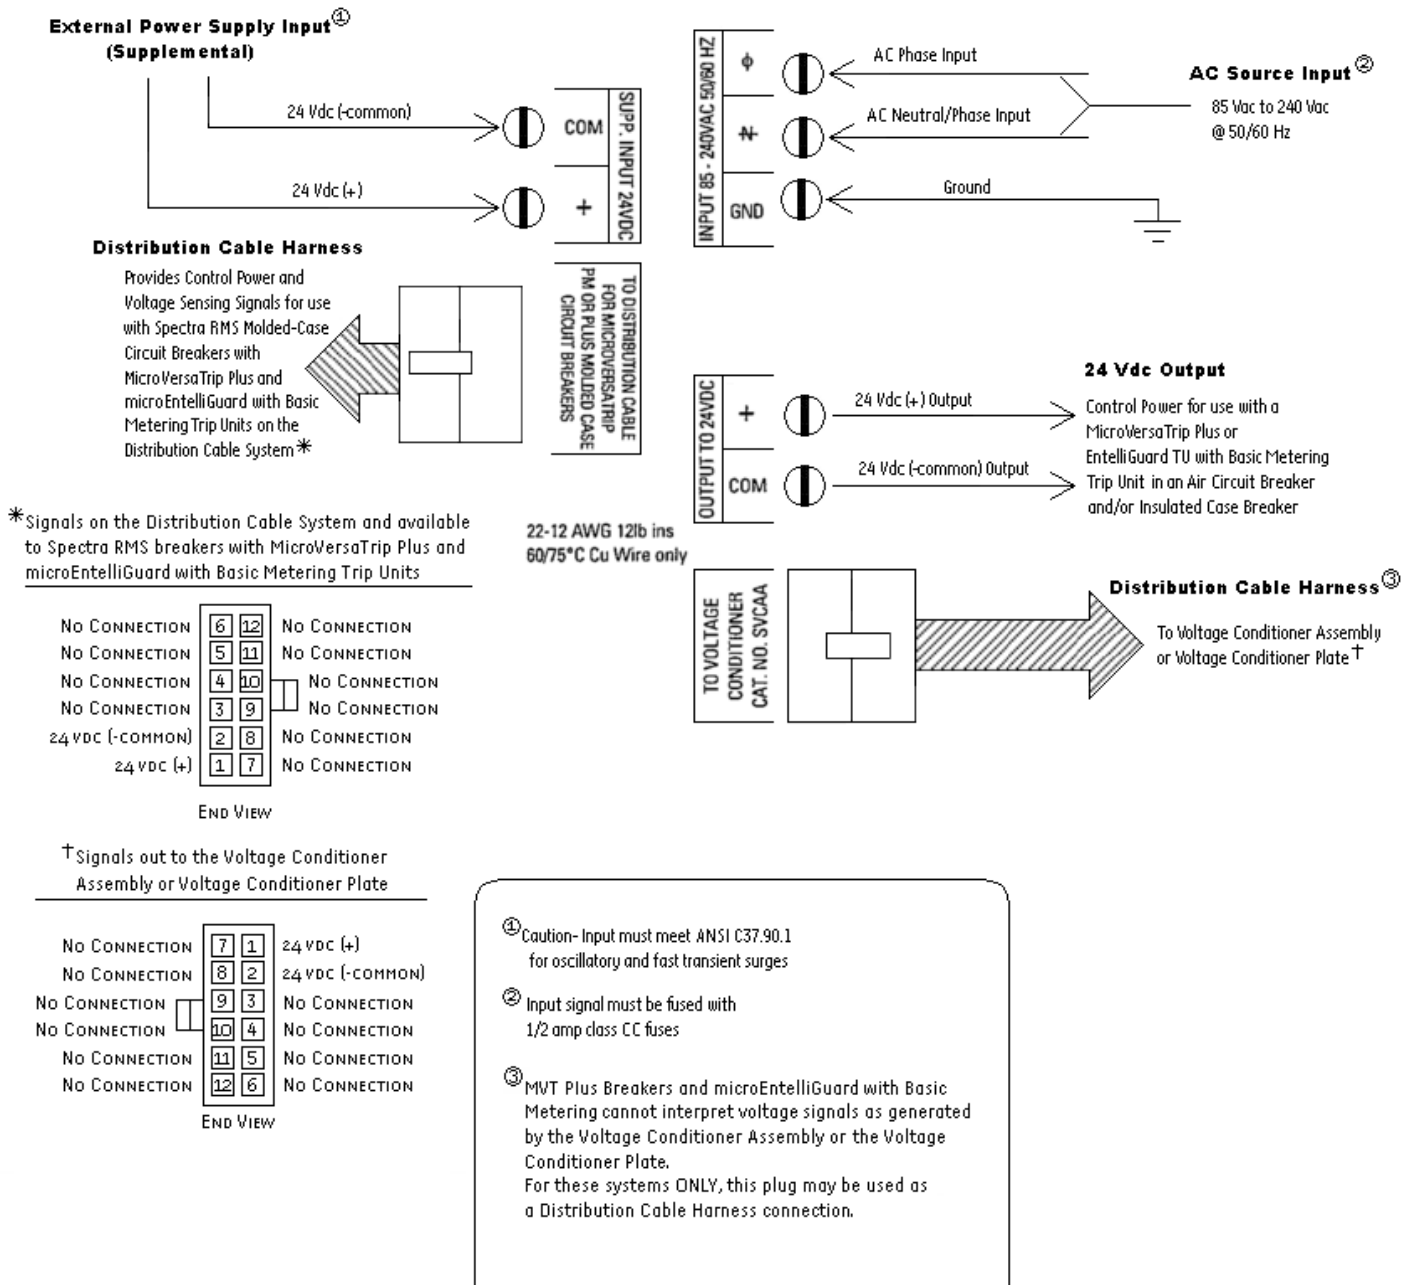 External Power Supply Input①
(Supplemental)
24 Vdc (-common)
24 Vdc (+)
COM
+
SUPP. INPUT 24VDC
INPUT 85 - 240VAC 50/60 HZ
ϕ
N
GND
AC Phase Input
AC Neutral/Phase Input
Ground
AC Source Input②
85 Vac to 240 Vac
@ 50/60 Hz
Distribution Cable Harness
Provides Control Power and
Voltage Sensing Signals for use
with Spectra RMS Molded-Case
Circuit Breakers with
MicroVersaTrip Plus and
microEntelliGuard with Basic
Metering Trip Units on the
Distribution Cable System*
TO DISTRIBUTION CABLE
FOR MICROVERSATRIP
PM OR PLUS MOLDED CASE
CIRCUIT BREAKERS
OUTPUT TO 24VDC
+
COM
24 Vdc (+) Output
24 Vdc (-common) Output
24 Vdc Output
Control Power for use with a
MicroVersaTrip Plus or
EntelliGuard TU with Basic Metering
Trip Unit in an Air Circuit Breaker
and/or Insulated Case Breaker
22-12 AWG 12lb ins
60/75°C Cu Wire only
TO VOLTAGE
CONDITIONER
CAT. NO. SVCAA
Distribution Cable Harness③
To Voltage Conditioner Assembly
or Voltage Conditioner Plate†
*Signals on the Distribution Cable System and available
to Spectra RMS breakers with MicroVersaTrip Plus and
microEntelliGuard with Basic Metering Trip Units
No Connection 6 12 No Connection
No Connection 5 11 No Connection
No Connection 4 10 No Connection
No Connection 3 9 No Connection
24 VDC (-COMMON) 2 8 No Connection
24 VDC (+) 1 7 No Connection
End View
†Signals out to the Voltage Conditioner
Assembly or Voltage Conditioner Plate
No Connection 7 1 24 VDC (+)
No Connection 8 2 24 VDC (-COMMON)
No Connection 9 3 No Connection
No Connection 10 4 No Connection
No Connection 11 5 No Connection
No Connection 12 6 No Connection
End View
①Caution- Input must meet ANSI C37.90.1
for oscillatory and fast transient surges
② Input signal must be fused with
1/2 amp class CC fuses
③MVT Plus Breakers and microEntelliGuard with Basic
Metering cannot interpret voltage signals as generated
by the Voltage Conditioner Assembly or the Voltage
Conditioner Plate.
For these systems ONLY, this plug may be used as
a Distribution Cable Harness connection.